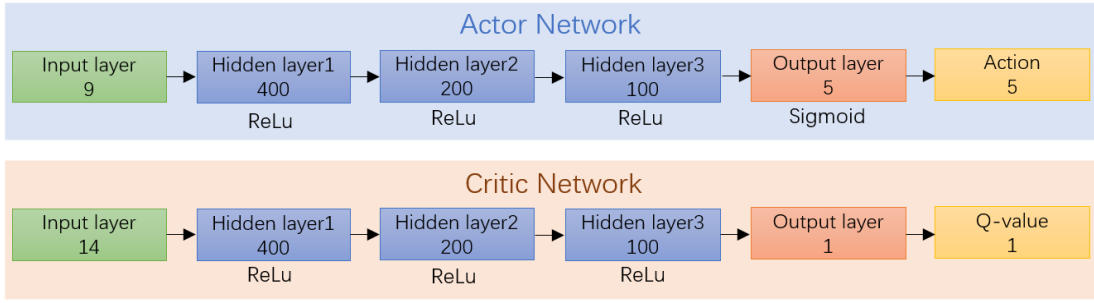 Actor Network
Input layer
9
Hidden layer1
400
ReLu
Hidden layer2
200
ReLu
Hidden layer3
100
ReLu
Output layer
5
Sigmoid
Action
5
Critic Network
Input layer
14
Hidden layer1
400
ReLu
Hidden layer2
200
ReLu
Hidden layer3
100
ReLu
Output layer
1
Q-value
1